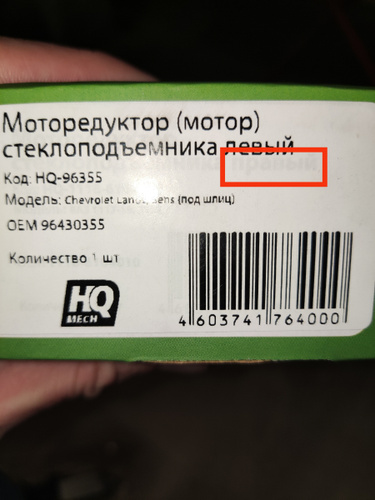 Моторедуктор (мотор)
стеклоподъемника левый
правый
Код: HQ-96355
Модель: Chevrolet Lanos, Sens (под шлиц)
OEM 96430355
Количество 1 шт
HQ
MECH
4 603741 764000